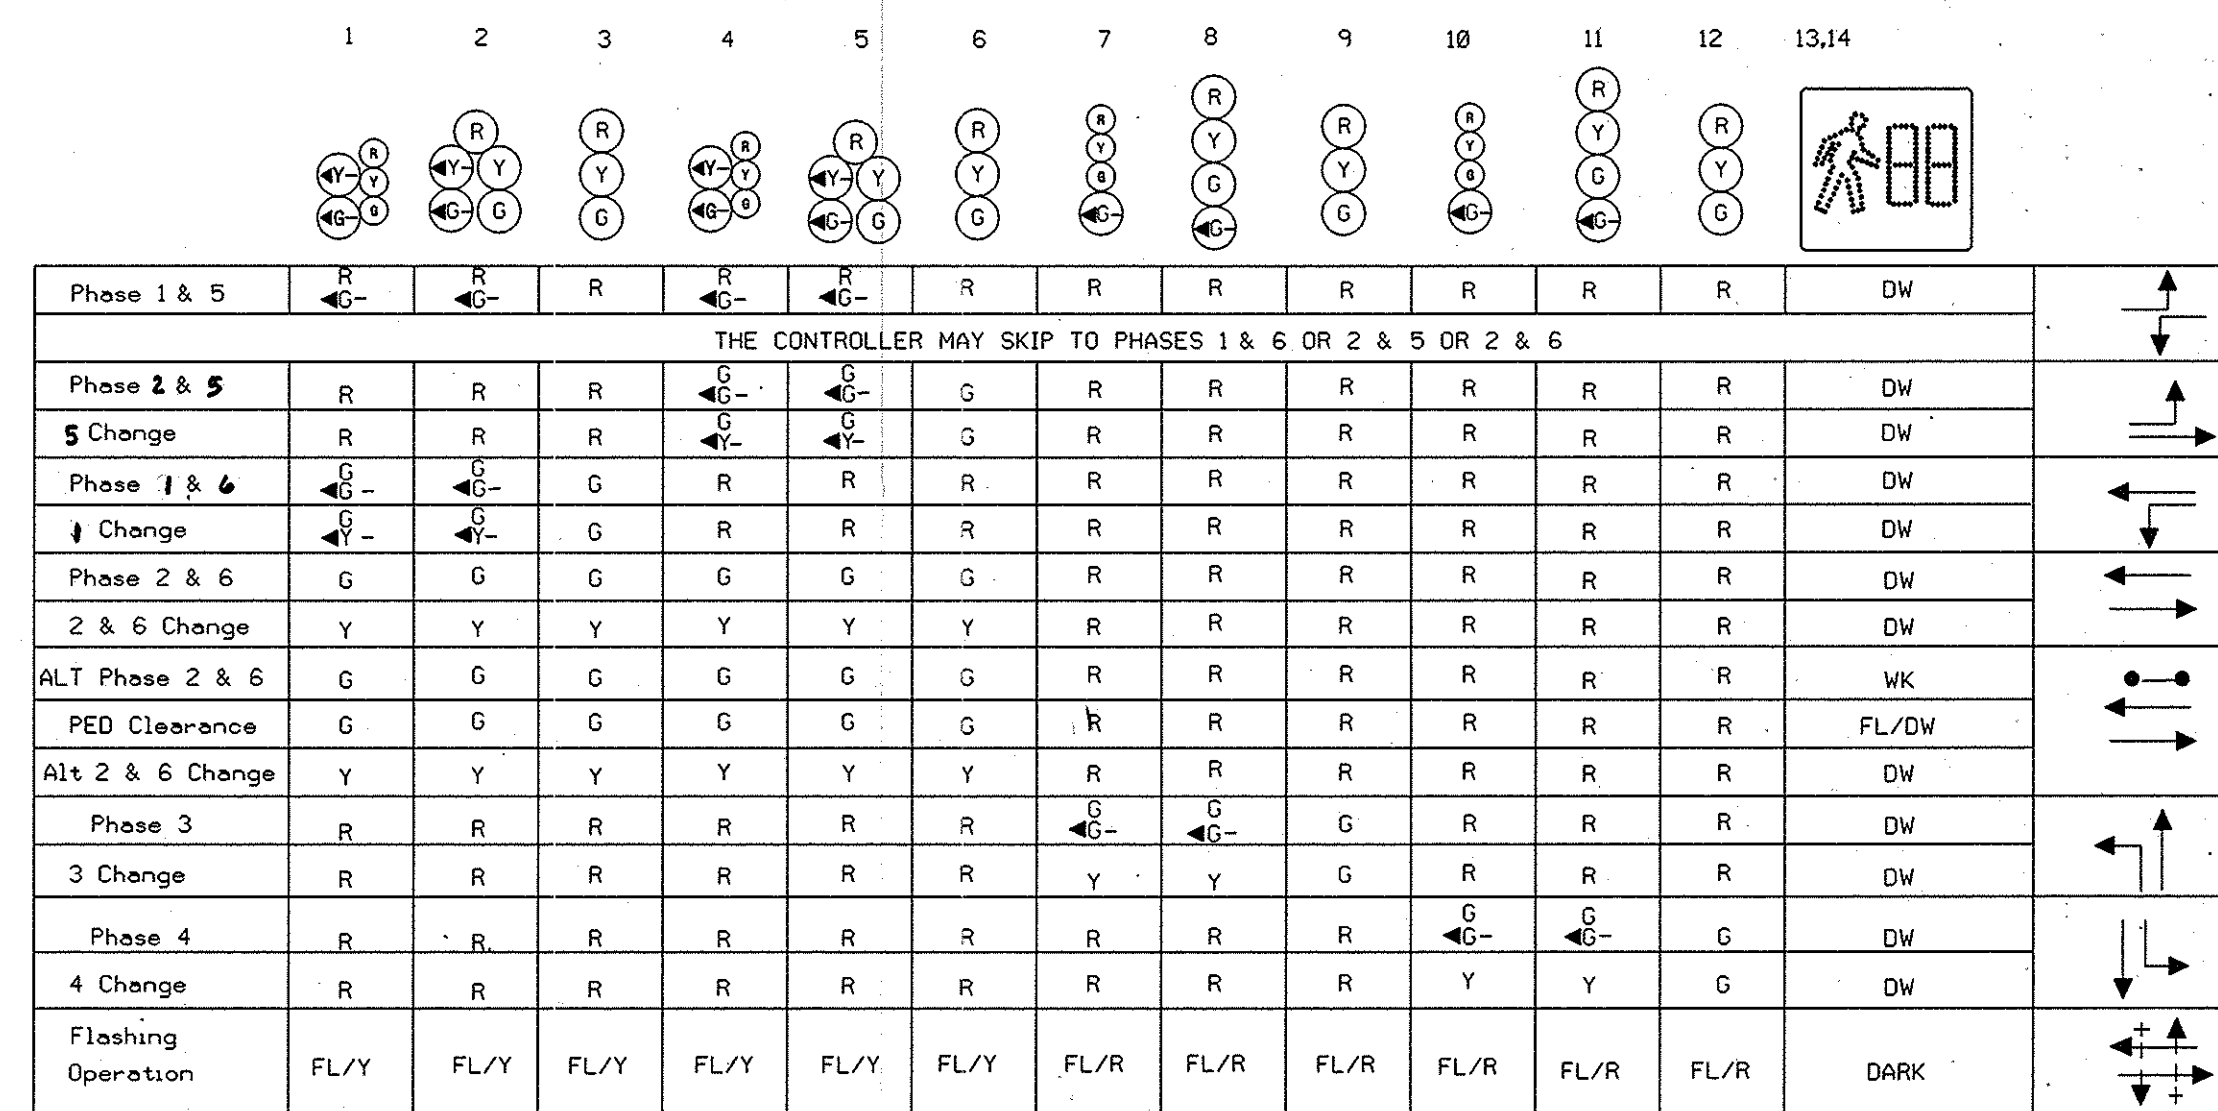 1 2 3 4 5 6 7 8 9 10 11 12 13,14
R R R R R R R R R R R R
◄Y- Y ◄Y- Y Y ◄Y- Y ◄Y- Y Y Y Y Y Y Y Y Y
◄G- G ◄G- G G ◄G- G ◄G- G G G G G G G G G
◄G- ◄G- ◄G- ◄G-
Phase 1 & 5 R ◄G- R ◄G- R R ◄G- R ◄G- R R R R R R R DW
THE CONTROLLER MAY SKIP TO PHASES 1 & 6 OR 2 & 5 OR 2 & 6
Phase 2 & 5 R R R G ◄G- G ◄G- G R R R R R R DW
5 Change R R R G ◄Y- G ◄Y- G R R R R R R DW
Phase 1 & 6 G ◄G- G ◄G- G R R R R R R R R R DW
1 Change G ◄Y- G ◄Y- G R R R R R R R R R DW
Phase 2 & 6 G G G G G G R R R R R R DW
2 & 6 Change Y Y Y Y Y Y R R R R R R DW
ALT Phase 2 & 6 G G G G G G R R R R R R WK
PED Clearance G G G G G G R R R R R R FL/DW
Alt 2 & 6 Change Y Y Y Y Y Y R R R R R R DW
Phase 3 R R R R R R G ◄G- G ◄G- G R R R DW
3 Change R R R R R R Y Y G R R R DW
Phase 4 R R R R R R R R R G ◄G- G ◄G- G DW
4 Change R R R R R R R R R Y Y G DW
Flashing
Operation FL/Y FL/Y FL/Y FL/Y FL/Y FL/Y FL/R FL/R FL/R FL/R FL/R FL/R DARK